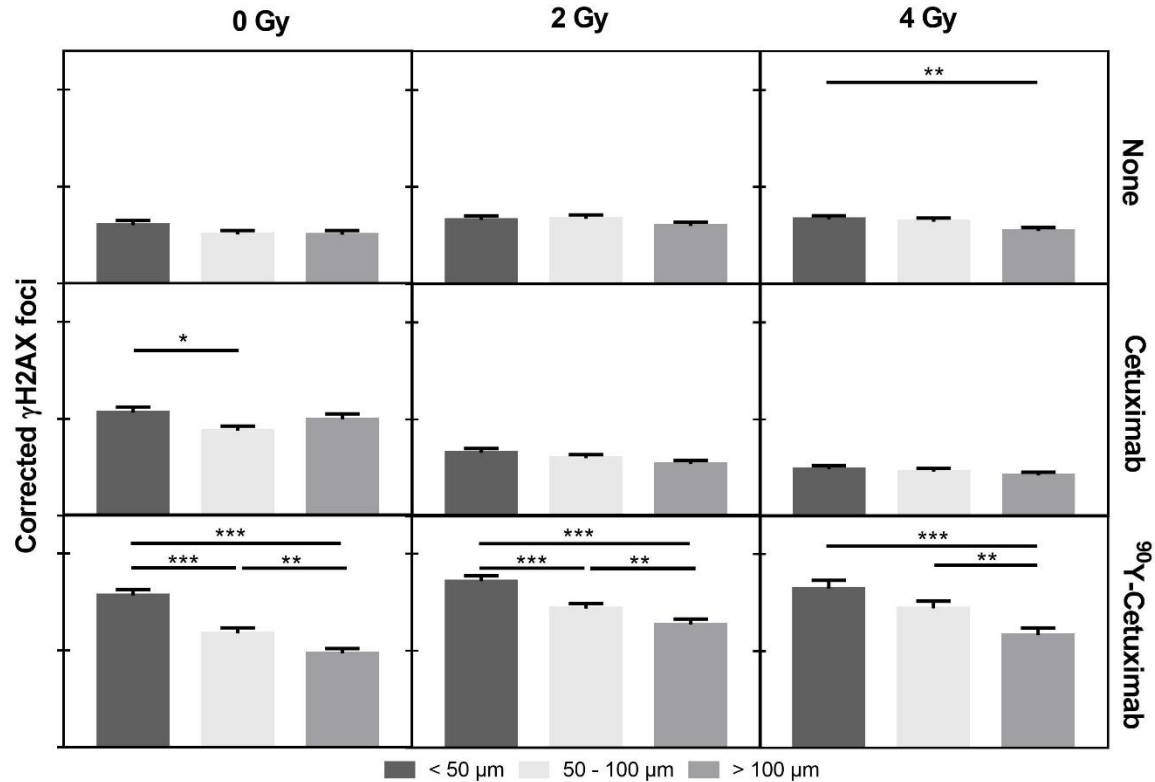 0 Gy 2 Gy 4 Gy
Corrected γH2AX foci
**
None
*
Cetuximab
*** *** ***
*** ** *** ** **
⁹⁰Y-Cetuximab
< 50 µm 50 - 100 µm > 100 µm